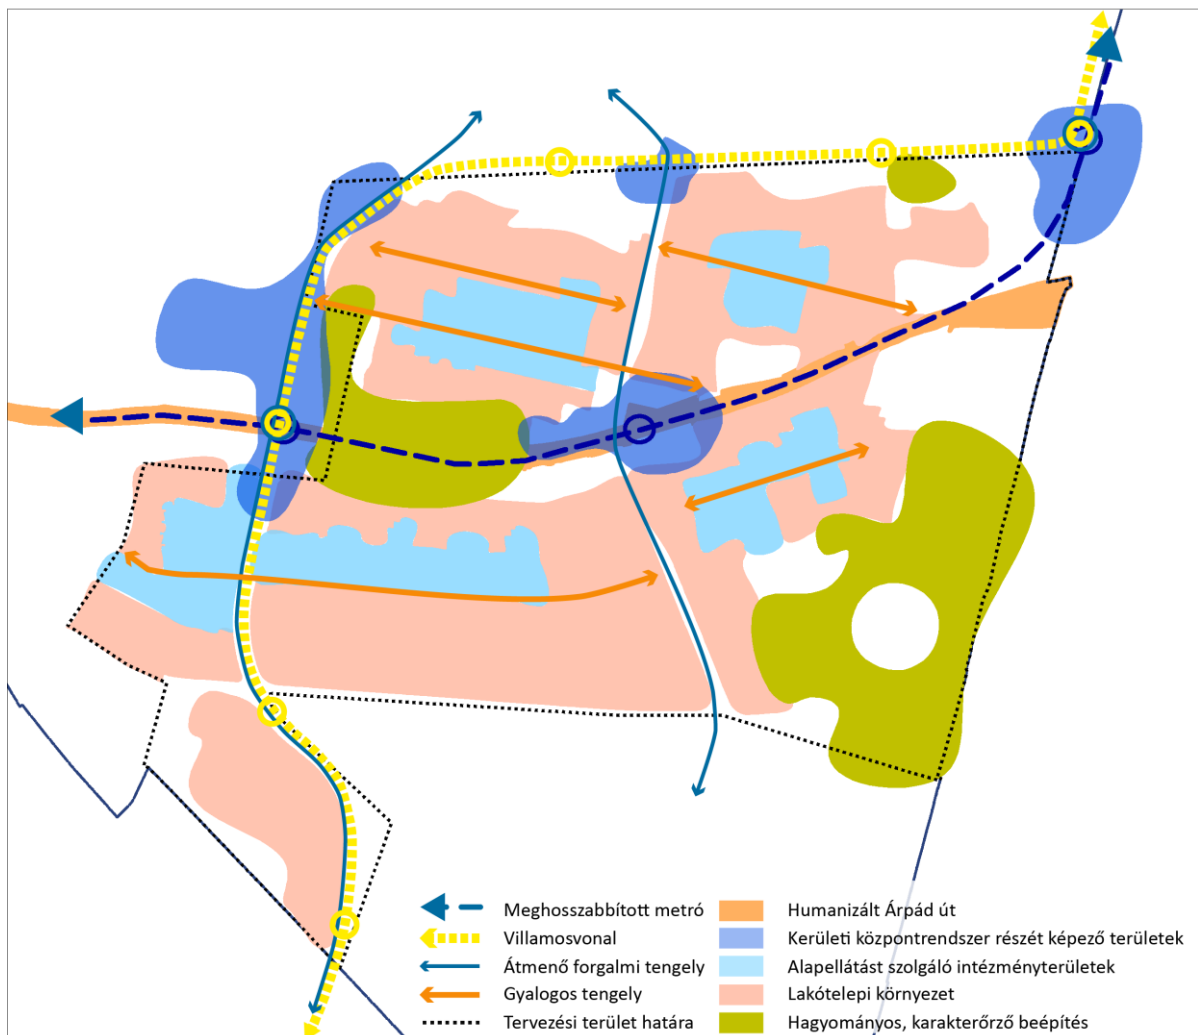 Meghosszabbított metró
Villamosvonal
Átmenő forgalmi tengely
Gyalogos tengely
Tervezési terület határa
Humanizált Árpád út
Kerületi központrendszer részét képező területek
Alapellátást szolgáló intézményterületek
Lakótelepi környezet
Hagyományos, karakterőrző beépítés